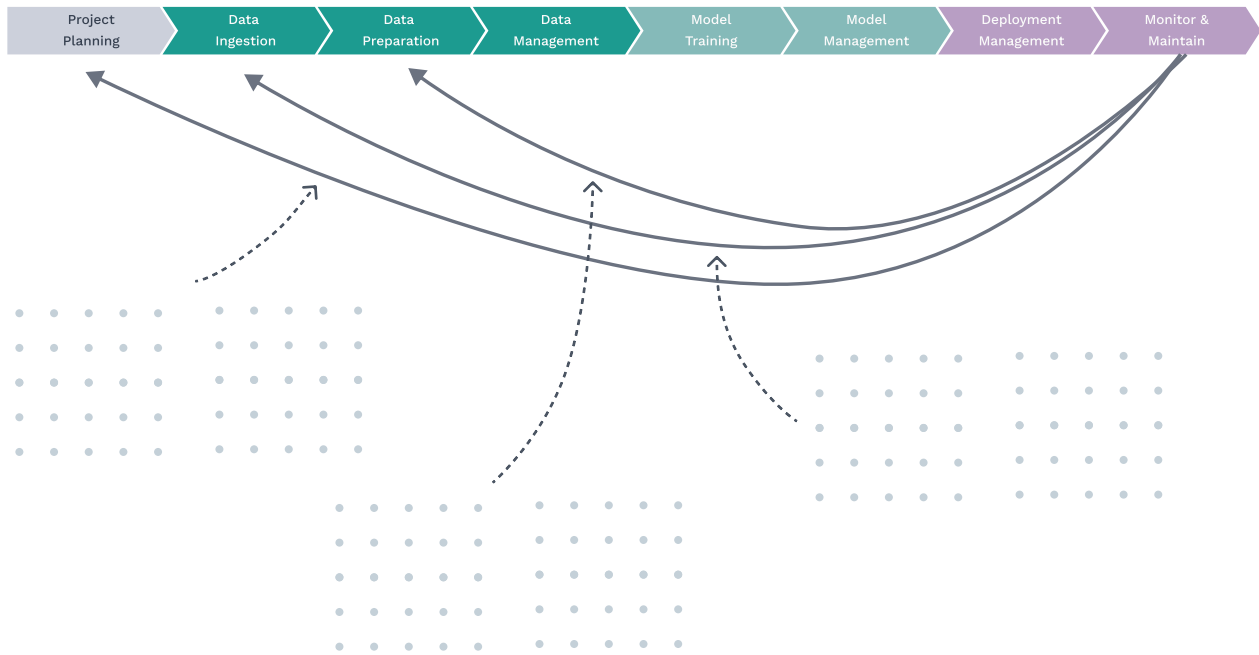 Project
Planning
Data
Ingestion
Data
Preparation
Data
Management
Model
Training
Model
Management
Deployment
Management
Monitor &
Maintain